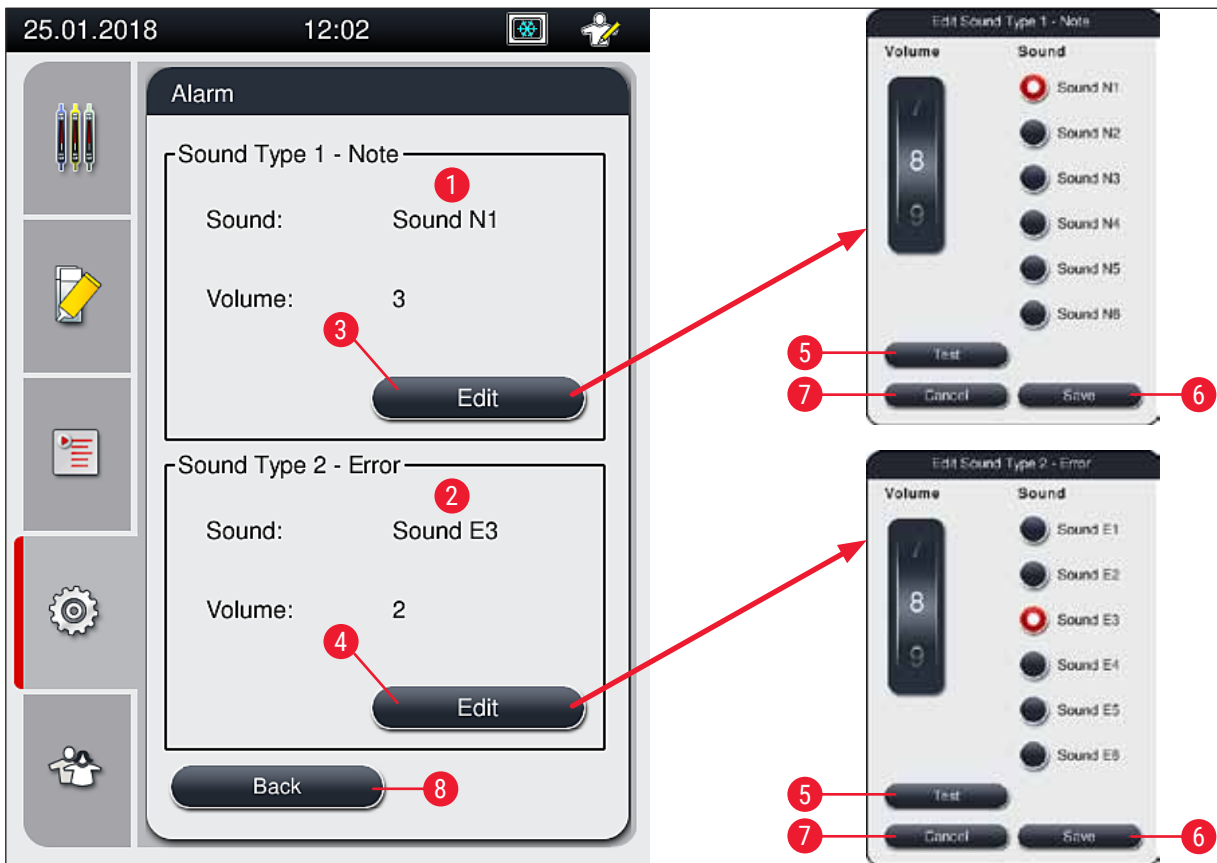 25.01.2018 12:02
Alarm
Sound Type 1 - Note
1
Sound: Sound N1
Volume: 3
3
Edit
Sound Type 2 - Error
2
Sound: Sound E3
Volume: 2
4
Edit
Back
8
Edit Sound Type 1 - Note
Volume Sound
7
8
9
Sound N1
Sound N2
Sound N3
Sound N4
Sound N5
Sound N6
5 Test
7 Cancel Save 6
Edit Sound Type 2 - Error
Volume Sound
7
8
9
Sound E1
Sound E2
Sound E3
Sound E4
Sound E5
Sound E6
5 Test
7 Cancel Save 6